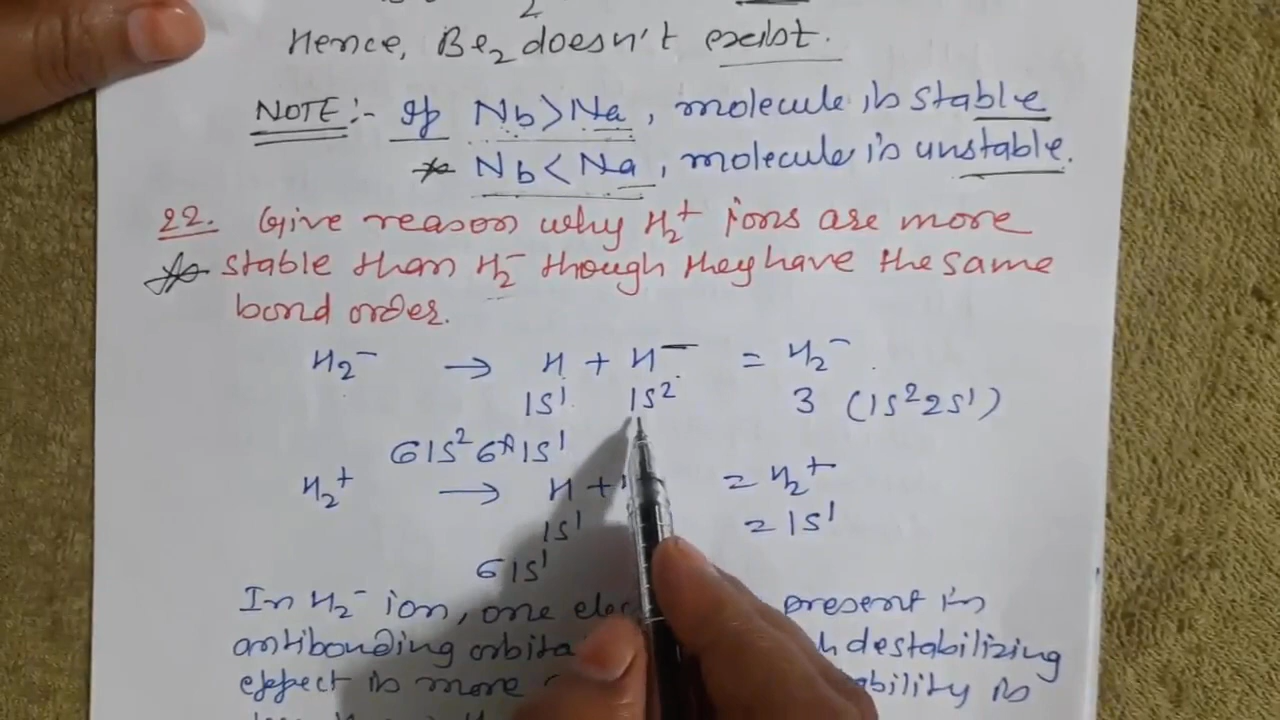 2
Hence, Be2 doesn't exist.
NOTE:- If Nb>Na, molecule is stable
* Nb<Na, molecule is unstable.
22. Give reason why H2+ ions are more
* stable than H2- though they have the same
bond order.
H2- → H + H- = H2-
1s1 1s2 3 (1s2 2s1)
б1s2 б*1s1
H2+ → H + = H2+
1s1 = 1s1
б1s1
In H2- ion, one present in
antibonding destabilizing
effect is more is